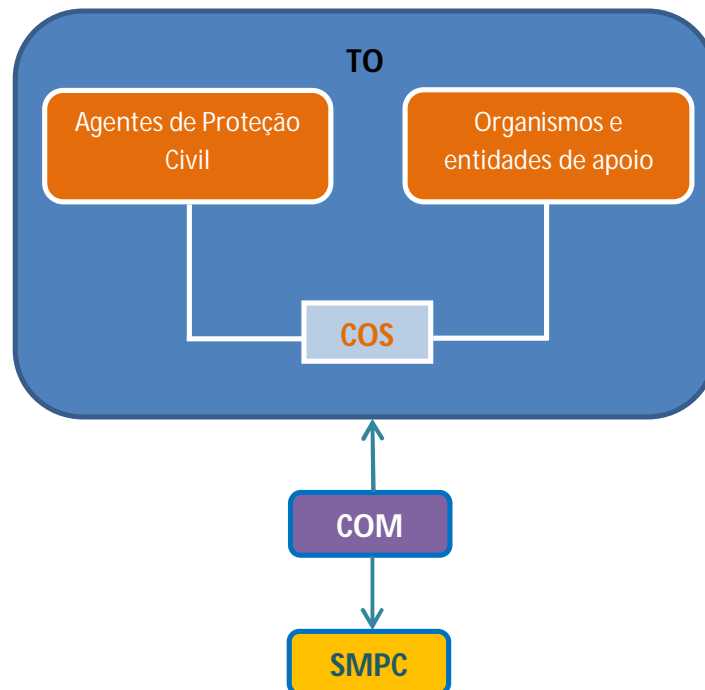 TO
Agentes de Proteção
Civil
Organismos e
entidades de apoio
COS
COM
SMPC